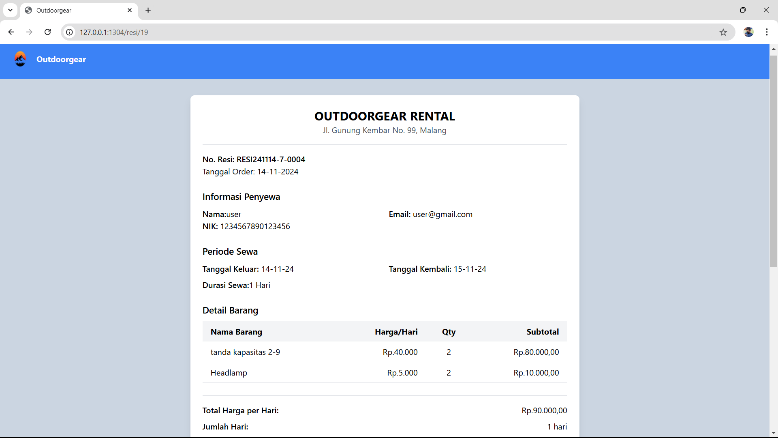 Outdoorgear
127.0.0.1:1304/resi/19
Outdoorgear
OUTDOORGEAR RENTAL
Jl. Gunung Kembar No. 99, Malang
No. Resi: RESI241114-7-0004
Tanggal Order: 14-11-2024
Informasi Penyewa
Nama:user Email: user@gmail.com
NIK: 1234567890123456
Periode Sewa
Tanggal Keluar: 14-11-24 Tanggal Kembali: 15-11-24
Durasi Sewa:1 Hari
Detail Barang
Nama Barang Harga/Hari Qty Subtotal
tanda kapasitas 2-9 Rp.40.000 2 Rp.80.000,00
Headlamp Rp.5.000 2 Rp.10.000,00
Total Harga per Hari: Rp.90.000,00
Jumlah Hari: 1 hari